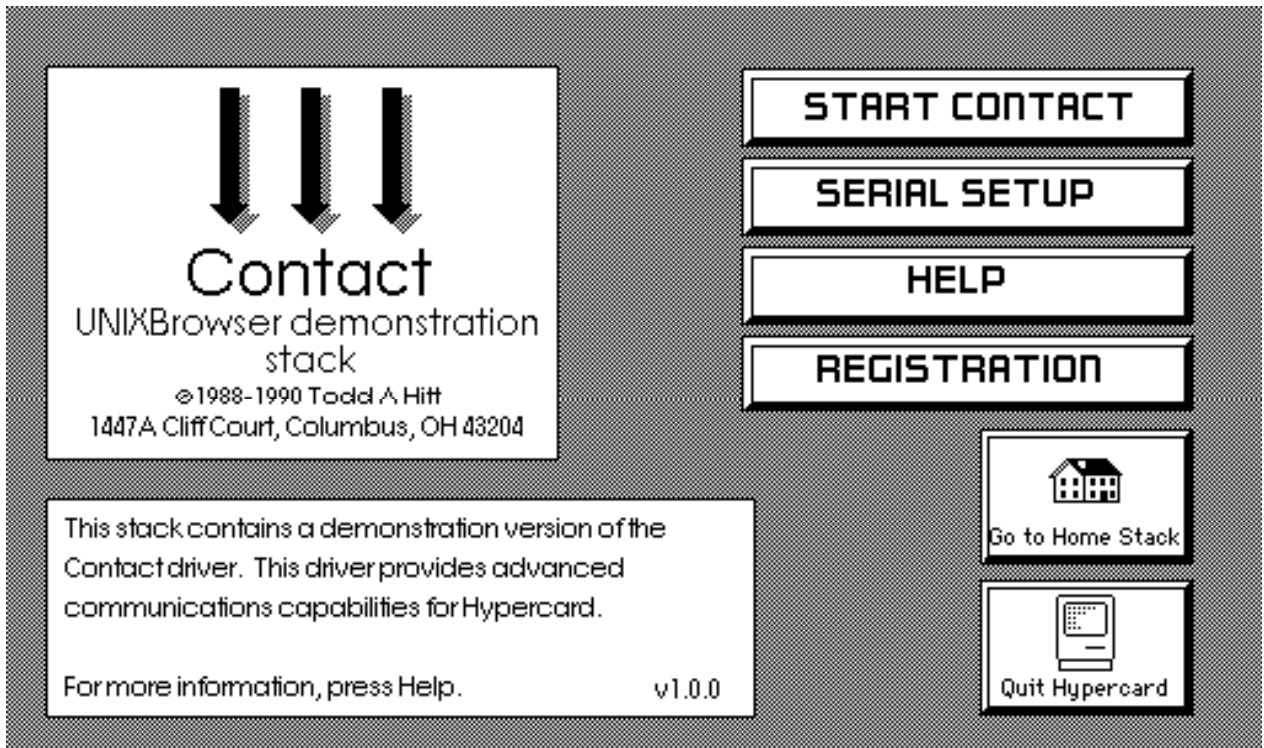 Contact
UNIXBrowser demonstration
stack
©1988-1990 Todd A Hitt
1447A Cliff Court, Columbus, OH 43204
This stack contains a demonstration version of the
Contact driver. This driver provides advanced
communications capabilities for Hypercard.
For more information, press Help.
v1.0.0
START CONTACT
SERIAL SETUP
HELP
REGISTRATION
Go to Home Stack
Quit Hypercard